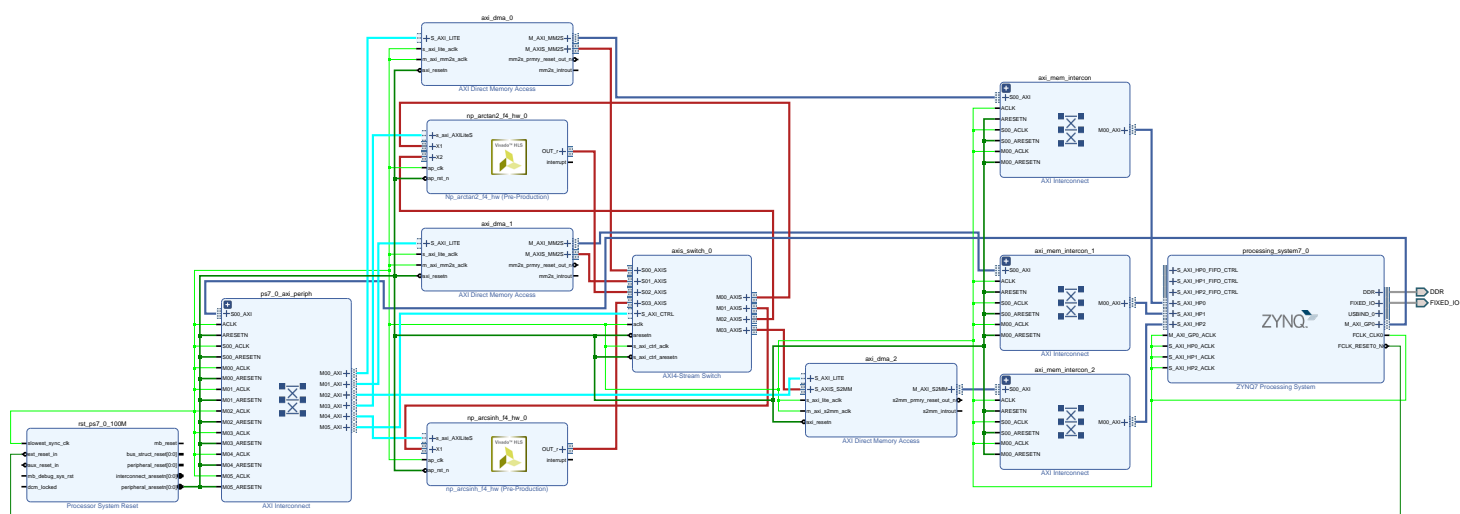 axi_dma_0
S_AXI_LITE
s_axi_lite_aclk
m_axi_mm2s_aclk
axi_resetn
M_AXI_MM2S
M_AXIS_MM2S
mm2s_prmry_reset_out_n
mm2s_introut
AXI Direct Memory Access
np_arctan2_f4_hw_0
s_axi_AXILiteS
X1
X2
ap_clk
ap_rst_n
Vivado™ HLS
OUT_r
interrupt
Np_arctan2_f4_hw (Pre-Production)
axi_dma_1
S_AXI_LITE
s_axi_lite_aclk
m_axi_mm2s_aclk
axi_resetn
M_AXI_MM2S
M_AXIS_MM2S
mm2s_prmry_reset_out_n
mm2s_introut
AXI Direct Memory Access
ps7_0_axi_periph
S00_AXI
ACLK
ARESETN
S00_ACLK
S00_ARESETN
M00_ACLK
M00_ARESETN
M01_ACLK
M01_ARESETN
M02_ACLK
M02_ARESETN
M03_ACLK
M03_ARESETN
M04_ACLK
M04_ARESETN
M05_ACLK
M05_ARESETN
M00_AXI
M01_AXI
M02_AXI
M03_AXI
M04_AXI
M05_AXI
AXI Interconnect
rst_ps7_0_100M
slowest_sync_clk
ext_reset_in
aux_reset_in
mb_debug_sys_rst
dcm_locked
mb_reset
bus_struct_reset[0:0]
peripheral_reset[0:0]
interconnect_aresetn[0:0]
peripheral_aresetn[0:0]
Processor System Reset
np_arcsinh_f4_hw_0
s_axi_AXILiteS
X1
ap_clk
ap_rst_n
Vivado™ HLS
OUT_r
interrupt
np_arcsinh_f4_hw (Pre-Production)
axis_switch_0
S00_AXIS
S01_AXIS
S02_AXIS
S03_AXIS
S_AXI_CTRL
aclk
aresetn
s_axi_ctrl_aclk
s_axi_ctrl_aresetn
M00_AXIS
M01_AXIS
M02_AXIS
M03_AXIS
AXI4-Stream Switch
axi_dma_2
S_AXI_LITE
S_AXIS_S2MM
s_axi_lite_aclk
m_axi_s2mm_aclk
axi_resetn
M_AXI_S2MM
s2mm_prmry_reset_out_n
s2mm_introut
AXI Direct Memory Access
axi_mem_intercon
S00_AXI
ACLK
ARESETN
S00_ACLK
S00_ARESETN
M00_ACLK
M00_ARESETN
M00_AXI
AXI Interconnect
axi_mem_intercon_1
S00_AXI
ACLK
ARESETN
S00_ACLK
S00_ARESETN
M00_ACLK
M00_ARESETN
M00_AXI
AXI Interconnect
axi_mem_intercon_2
S00_AXI
ACLK
ARESETN
S00_ACLK
S00_ARESETN
M00_ACLK
M00_ARESETN
M00_AXI
AXI Interconnect
processing_system7_0
S_AXI_HP0_FIFO_CTRL
S_AXI_HP1_FIFO_CTRL
S_AXI_HP2_FIFO_CTRL
S_AXI_HP0
S_AXI_HP1
S_AXI_HP2
M_AXI_GP0_ACLK
S_AXI_HP0_ACLK
S_AXI_HP1_ACLK
S_AXI_HP2_ACLK
ZYNQ
DDR
FIXED_IO
USBIND_0
M_AXI_GP0
FCLK_CLK0
FCLK_RESET0_N
ZYNQ7 Processing System
DDR
FIXED_IO